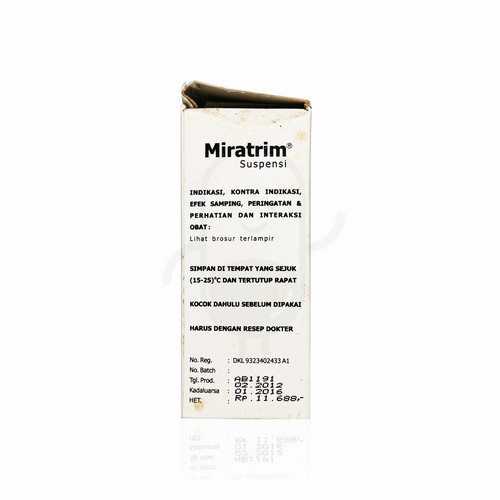 Miratrim®
Suspensi
INDIKASI, KONTRA INDIKASI,
EFEK SAMPING, PERINGATAN &
PERHATIAN DAN INTERAKSI
OBAT:
Lihat brosur terlampir
SIMPAN DI TEMPAT YANG SEJUK
(15-25)°C DAN TERTUTUP RAPAT
KOCOK DAHULU SEBELUM DIPAKAI
HARUS DENGAN RESEP DOKTER
No. Reg. : DKL 9323402433 A1
No. Batch :
Tgl. Prod. : AB1191
Kadaluarsa : 02.2012
HET. : 01.2016
Rp.11.688,-